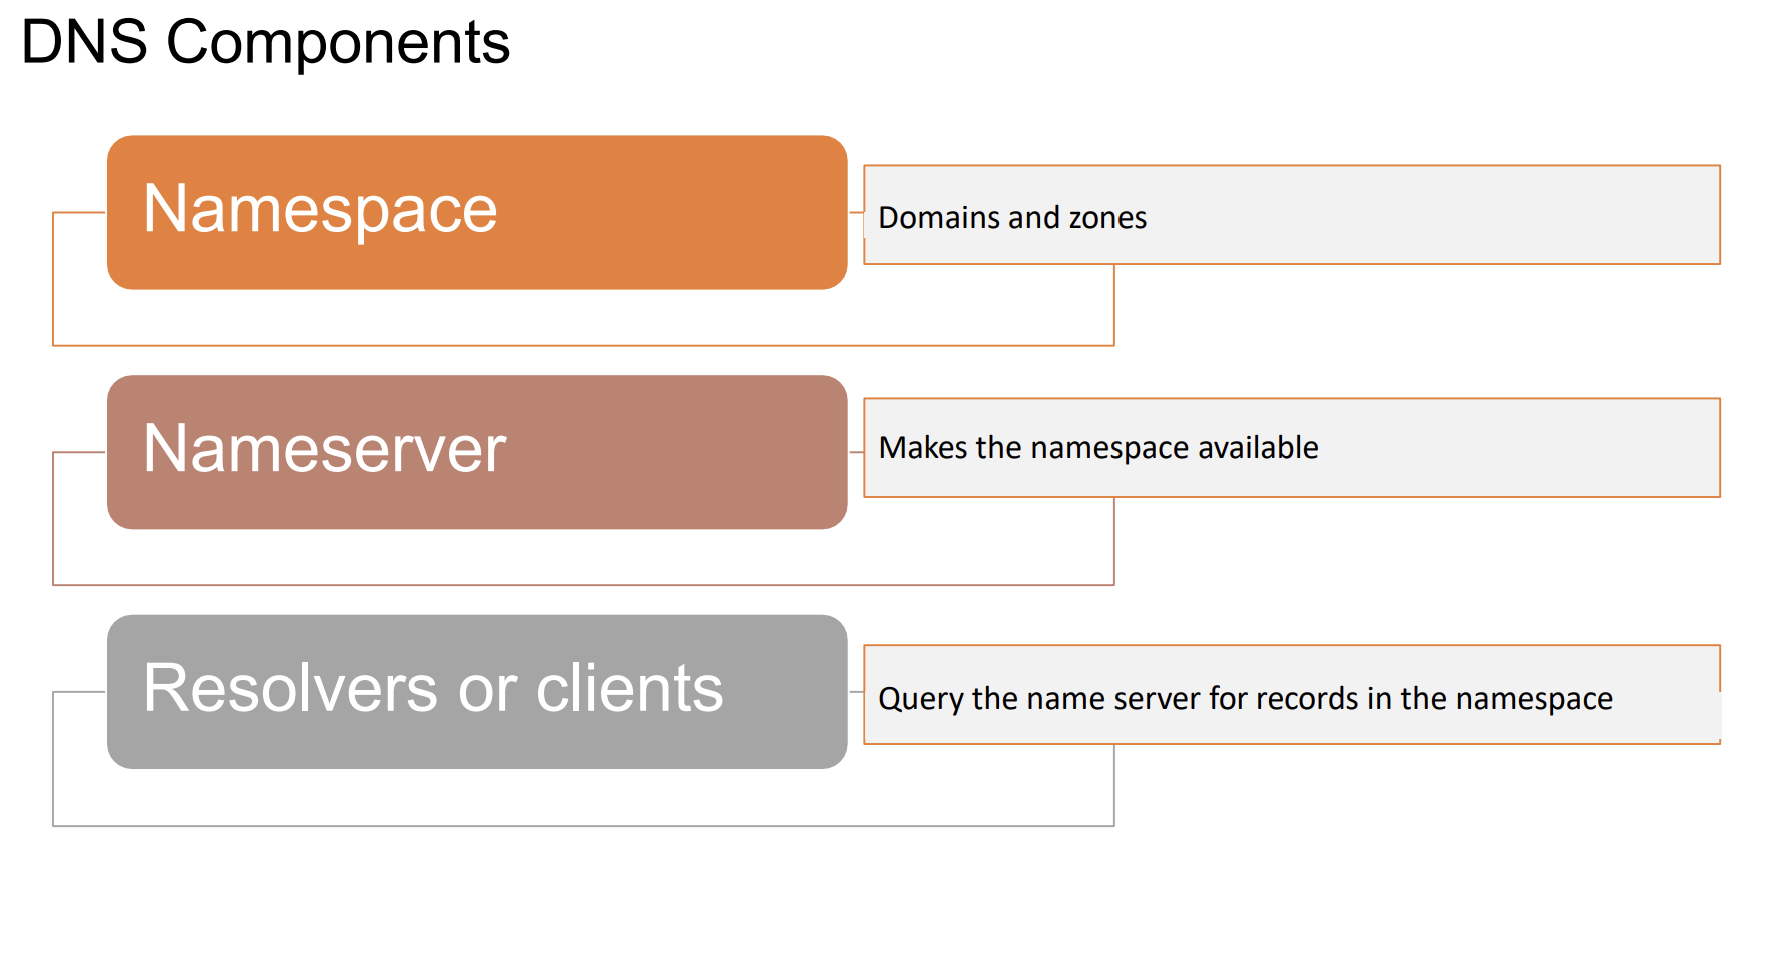 DNS Components
Namespace
Domains and zones
Nameserver
Makes the namespace available
Resolvers or clients
Query the name server for records in the namespace